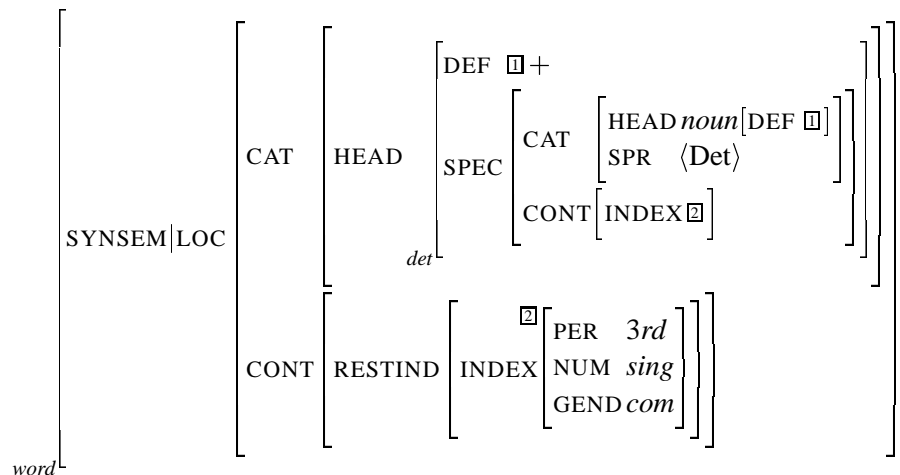 DEF 1 +
HEAD noun[DEF 1]
CAT
SPR ⟨Det⟩
CAT HEAD SPEC
CONT[INDEX 2]
SYNSEM|LOC
det
2
PER 3rd
CONT RESTIND INDEX NUM sing
GEND com
word